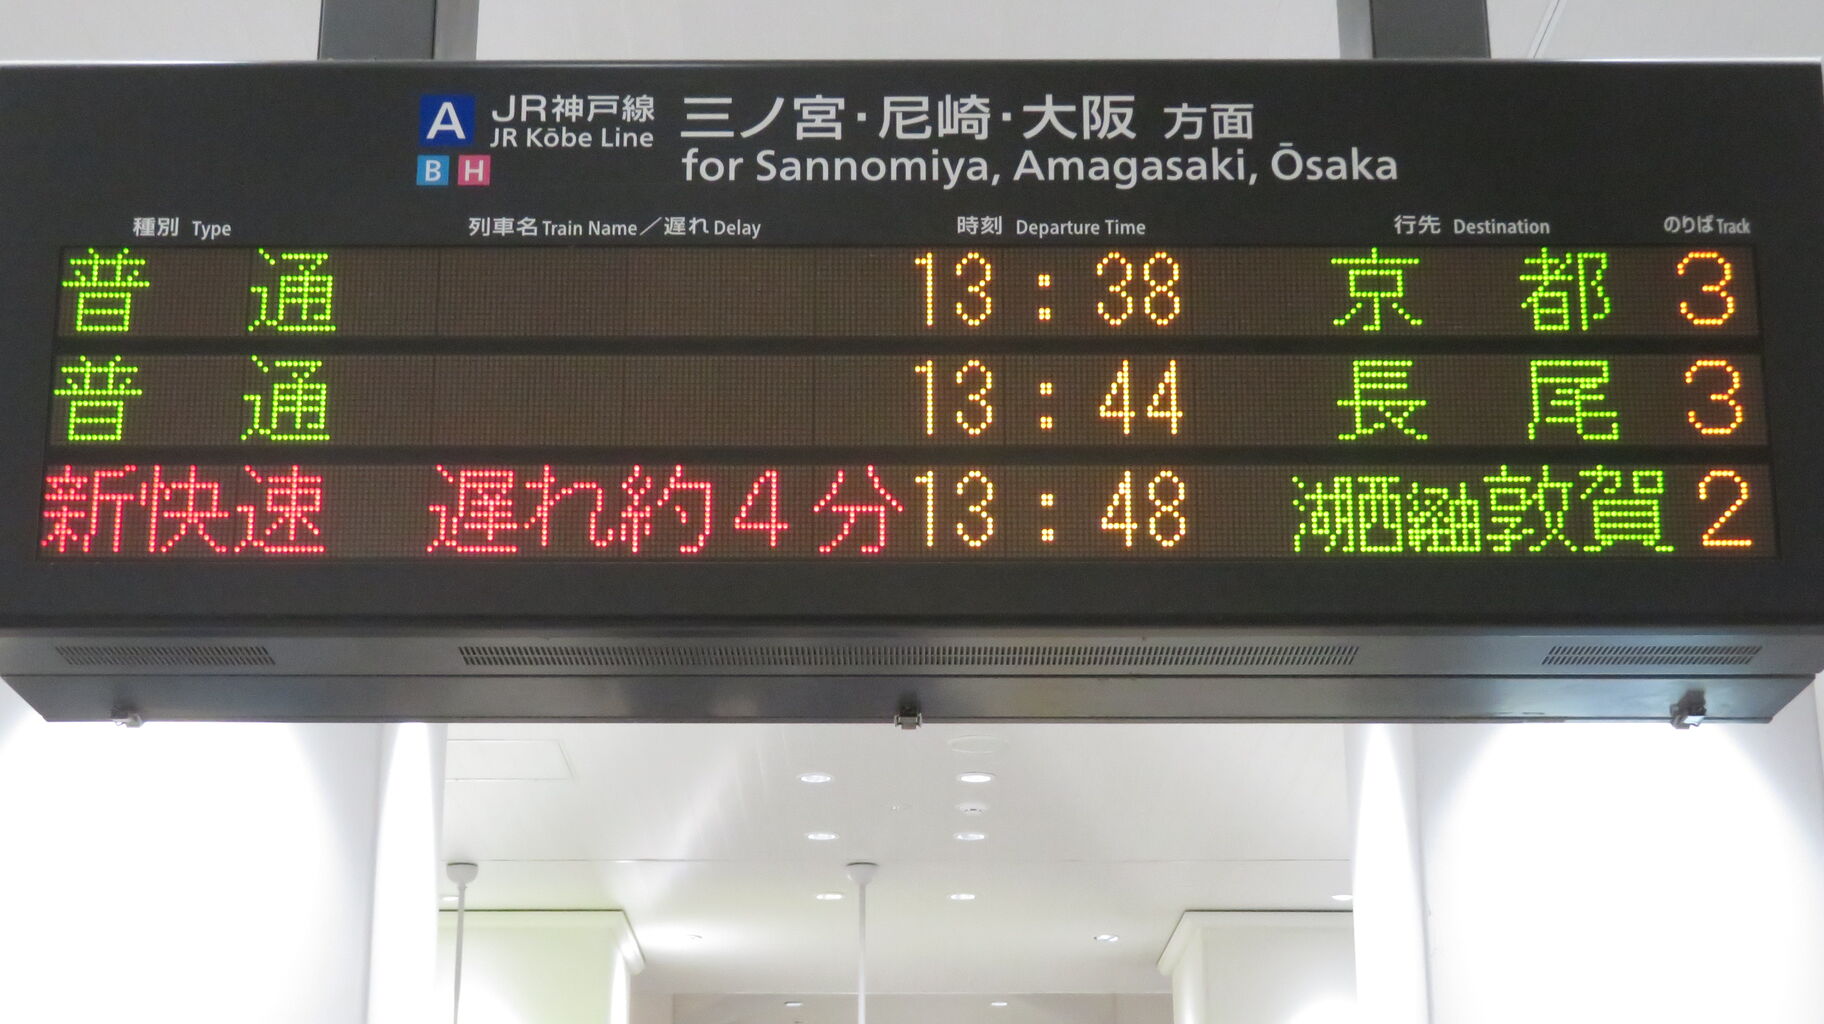 A JR神戸線 三ノ宮・尼崎・大阪 方面
JR Kōbe Line
B H for Sannomiya, Amagasaki, Ōsaka
種別 Type 列車名 Train Name／遅れ Delay 時刻 Departure Time 行先 Destination のりば Track
普通 13:38 京都 3
普通 13:44 長尾 3
新快速 遅れ約4分 13:48 湖西経由敦賀 2